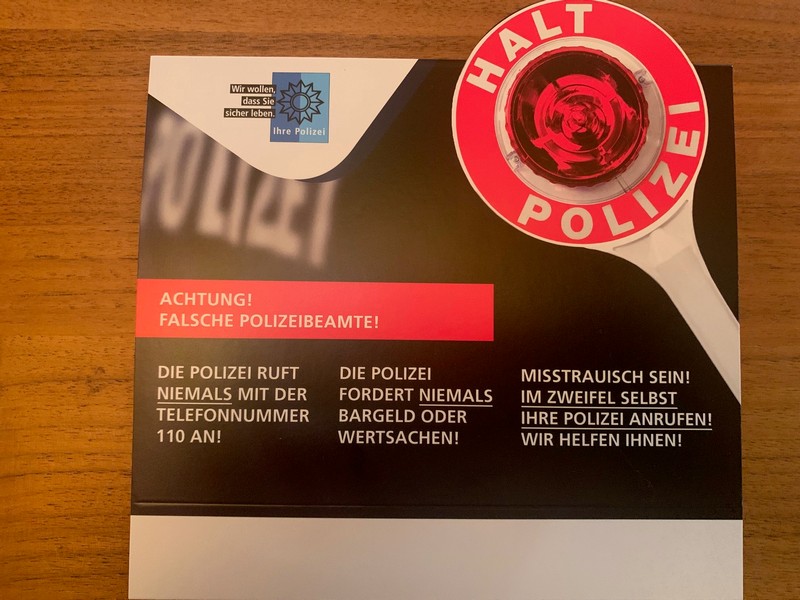 HALT
POLIZEI
Wir wollen,
dass Sie
sicher leben.
Ihre Polizei
POLIZEI
ACHTUNG!
FALSCHE POLIZEIBEAMTE!
DIE POLIZEI RUFT
NIEMALS MIT DER
TELEFONNUMMER
110 AN!
DIE POLIZEI
FORDERT NIEMALS
BARGELD ODER
WERTSACHEN!
MISSTRAUISCH SEIN!
IM ZWEIFEL SELBST
IHRE POLIZEI ANRUFEN!
WIR HELFEN IHNEN!